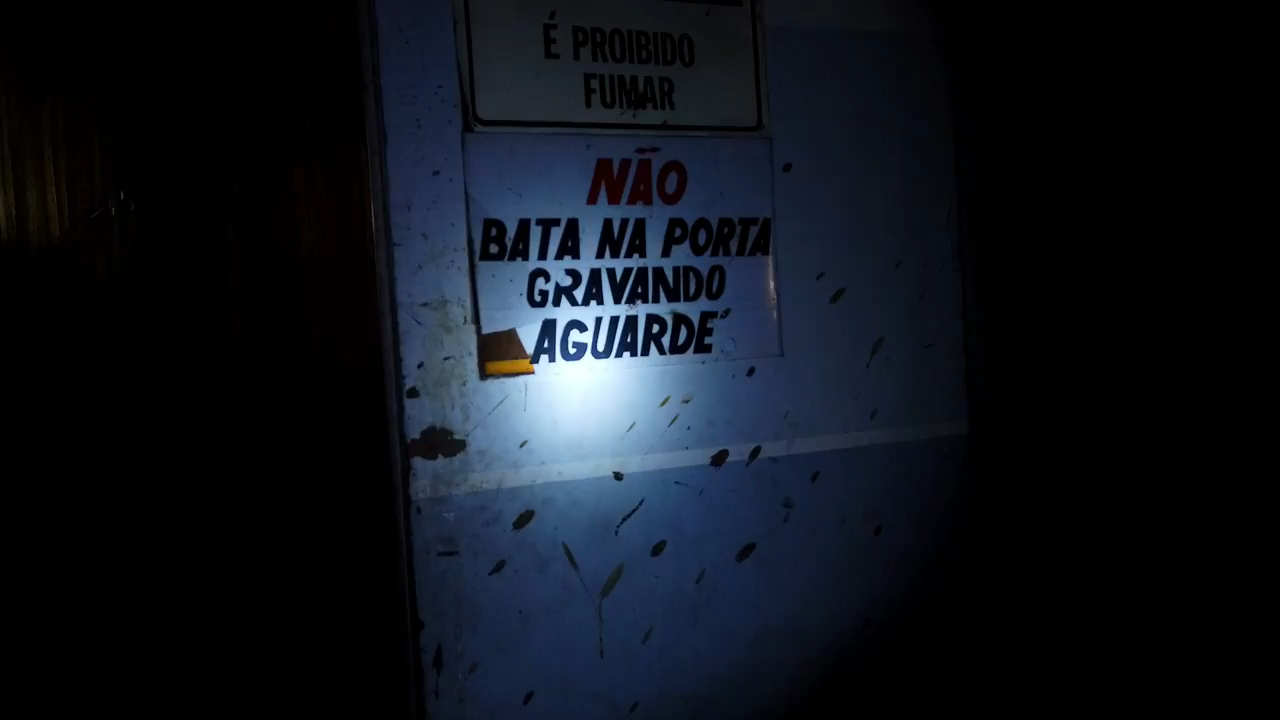 É PROIBIDO
FUMAR
NÃO
BATA NA PORTA
GRAVANDO
AGUARDE